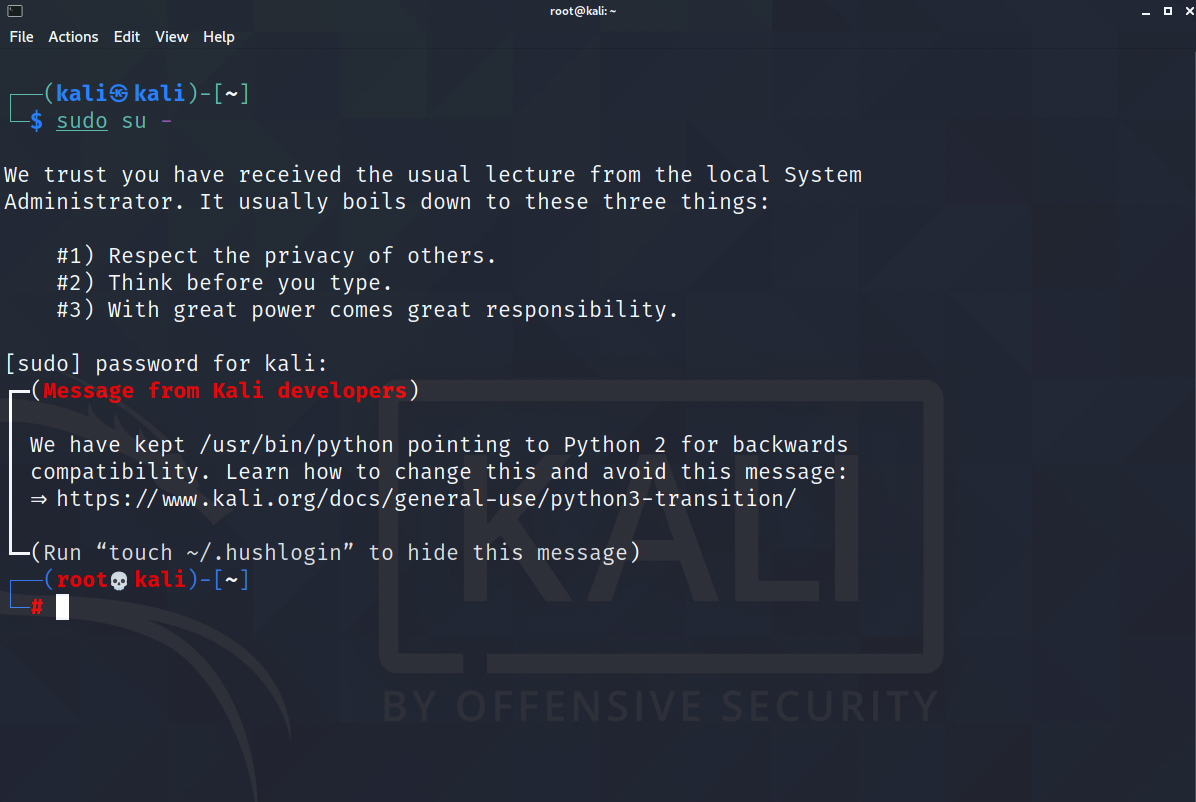 root@kali: ~
File Actions Edit View Help
┌──(kali㉿kali)-[~]
└─$ sudo su -
We trust you have received the usual lecture from the local System
Administrator. It usually boils down to these three things:
#1) Respect the privacy of others.
#2) Think before you type.
#3) With great power comes great responsibility.
[sudo] password for kali:
┏━(Message from Kali developers)
┃ We have kept /usr/bin/python pointing to Python 2 for backwards
┃ compatibility. Learn how to change this and avoid this message:
┃ ⇒ https://www.kali.org/docs/general-use/python3-transition/
┗━(Run “touch ~/.hushlogin” to hide this message)
┌──(root💀kali)-[~]
└─#
KALI
BY OFFENSIVE SECURITY